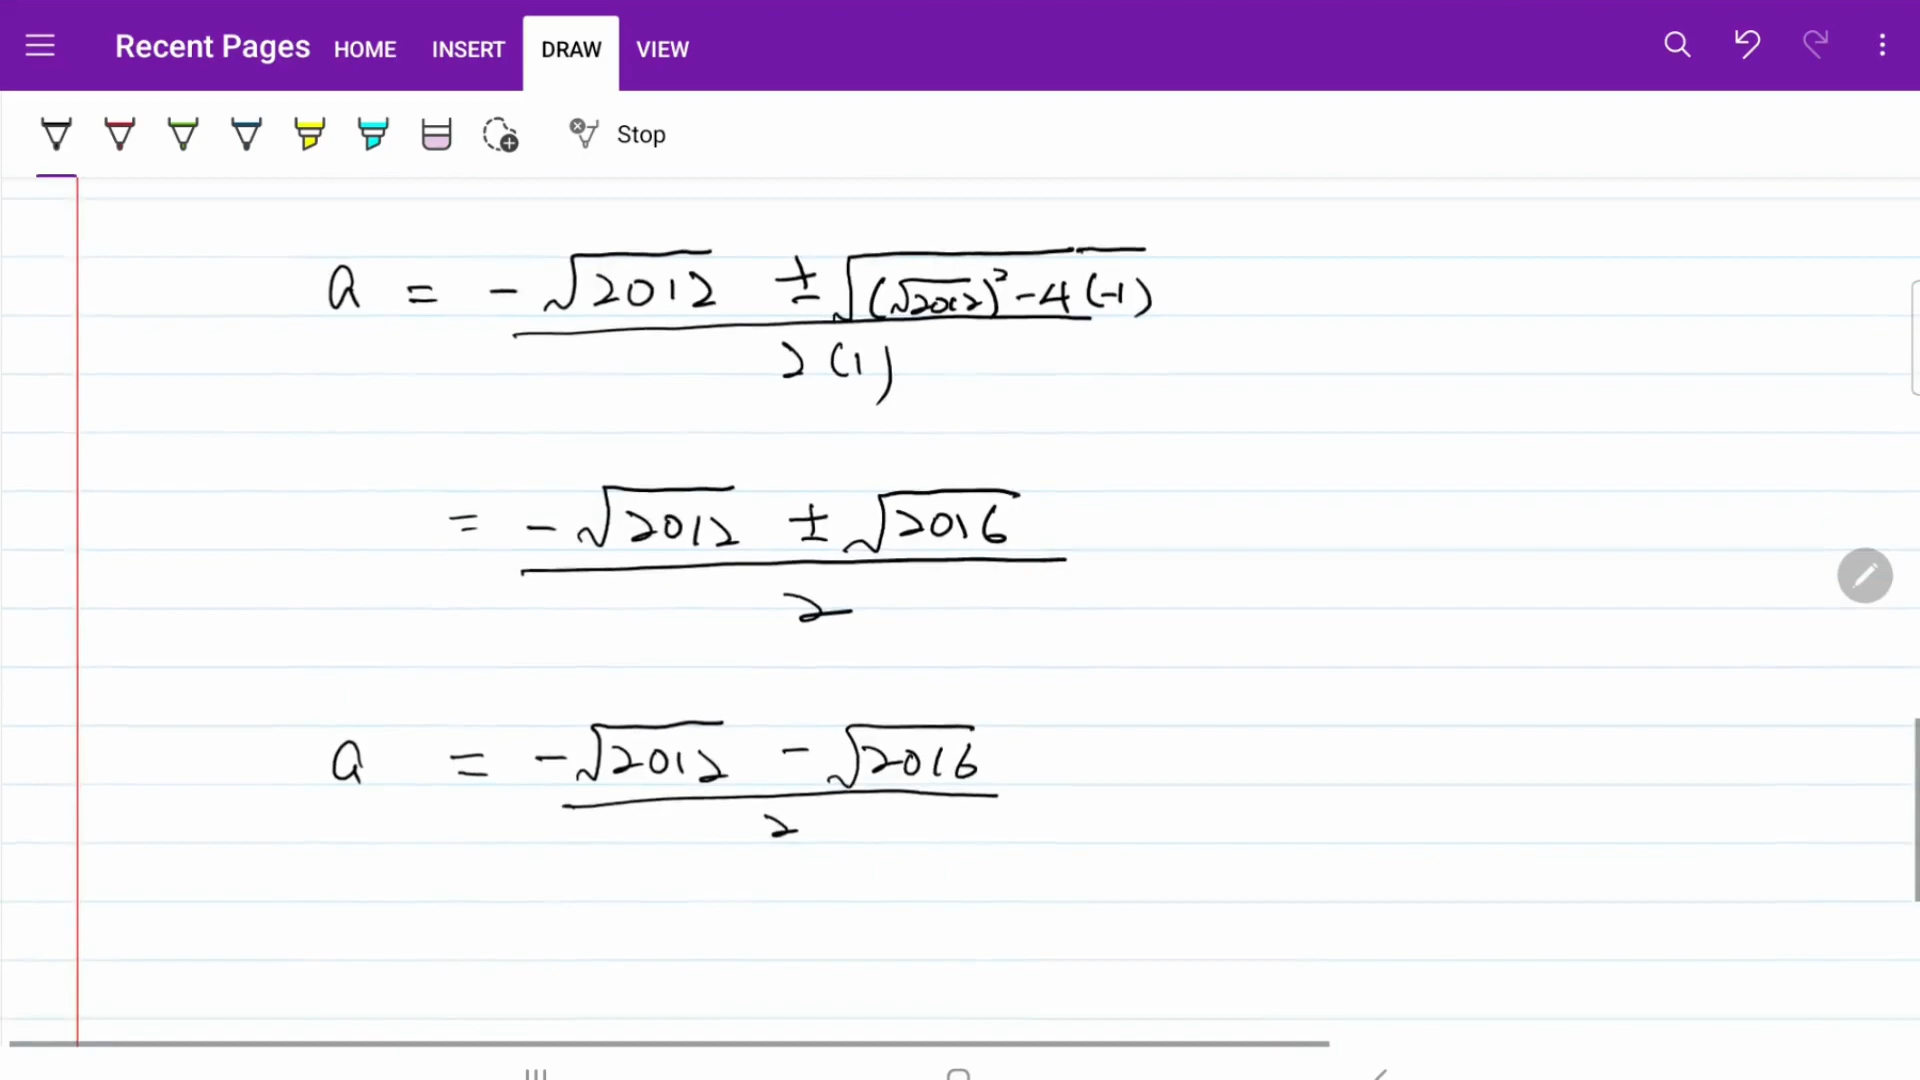 Recent Pages HOME INSERT DRAW VIEW
Stop
a = -√2012 ± √(√2012)² - 4(-1)
2(1)
= -√2012 ± √2016
2
a = -√2012 - √2016
2